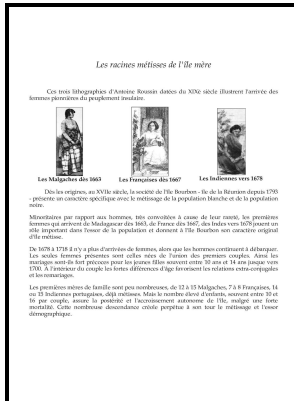 Les racines métisses de l'île mère
Ces trois lithographies d'Antoine Roussin datées du XIXè siècle illustrent l'arrivée des
femmes pionnières du peuplement insulaire.
Les Malgaches dès 1663
Les Françaises dès 1667
Les Indiennes vers 1678
Dès les origines, au XVIIe siècle, la société de l'île Bourbon - île de la Réunion depuis 1793
- présente un caractère spécifique avec le métissage de la population blanche et de la population
noire.
Minoritaires par rapport aux hommes, très convoitées à cause de leur rareté, les premières
femmes qui arrivent de Madagascar dès 1663, de France dès 1667, des Indes vers 1678 jouent un
rôle important dans l'essor de la population et donnent à l'île Bourbon son caractère original
d'île métisse.
De 1678 à 1718 il n'y a plus d'arrivées de femmes, alors que les hommes continuent à débarquer.
Les seules femmes présentes sont celles nées de l'union des premiers couples. Ainsi les
mariages sont-ils fort précoces pour les jeunes filles souvent entre 10 ans et 14 ans jusque vers
1700. A l'intérieur du couple les fortes différences d'âge favorisent les relations extra-conjugales
et les remariages.
Les premières mères de famille sont peu nombreuses, de 12 à 15 Malgaches, 7 à 8 Françaises, 14
ou 15 Indiennes portugaises, déjà métisses. Mais le nombre élevé d'enfants, souvent entre 10 et
16 par couple, assure la postérité et l'accroissement autonome de l'île, malgré une forte
mortalité. Cette nombreuse descendance créole perpétue à son tour le métissage et l'essor
démographique.